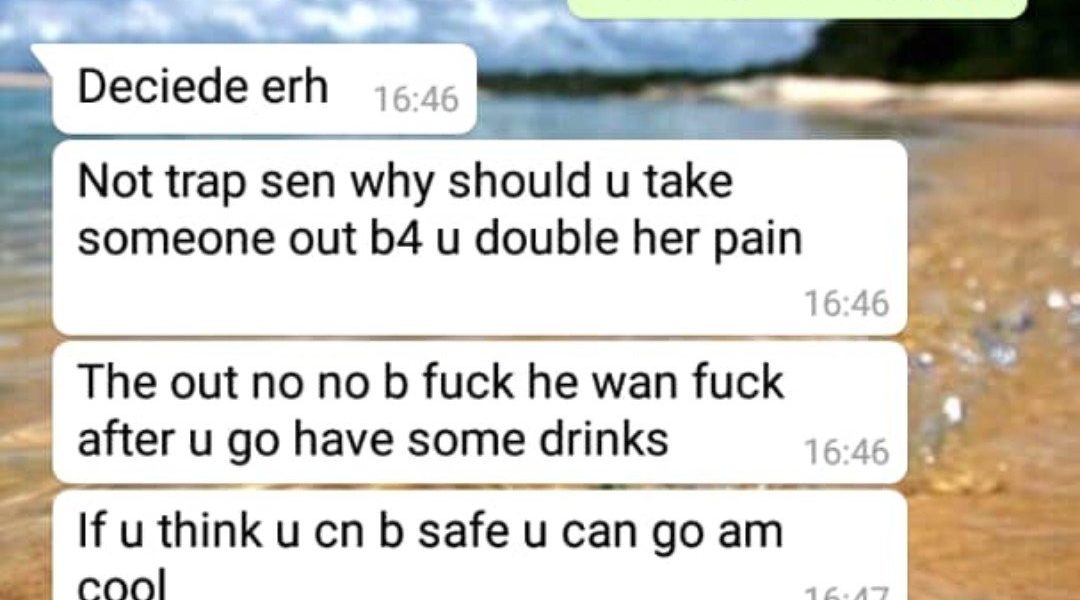 Deciede erh 16:46
Not trap sen why should u take
someone out b4 u double her pain
16:46
The out no no b fuck he wan fuck
after u go have some drinks 16:46
If u think u cn b safe u can go am
cool 16:47